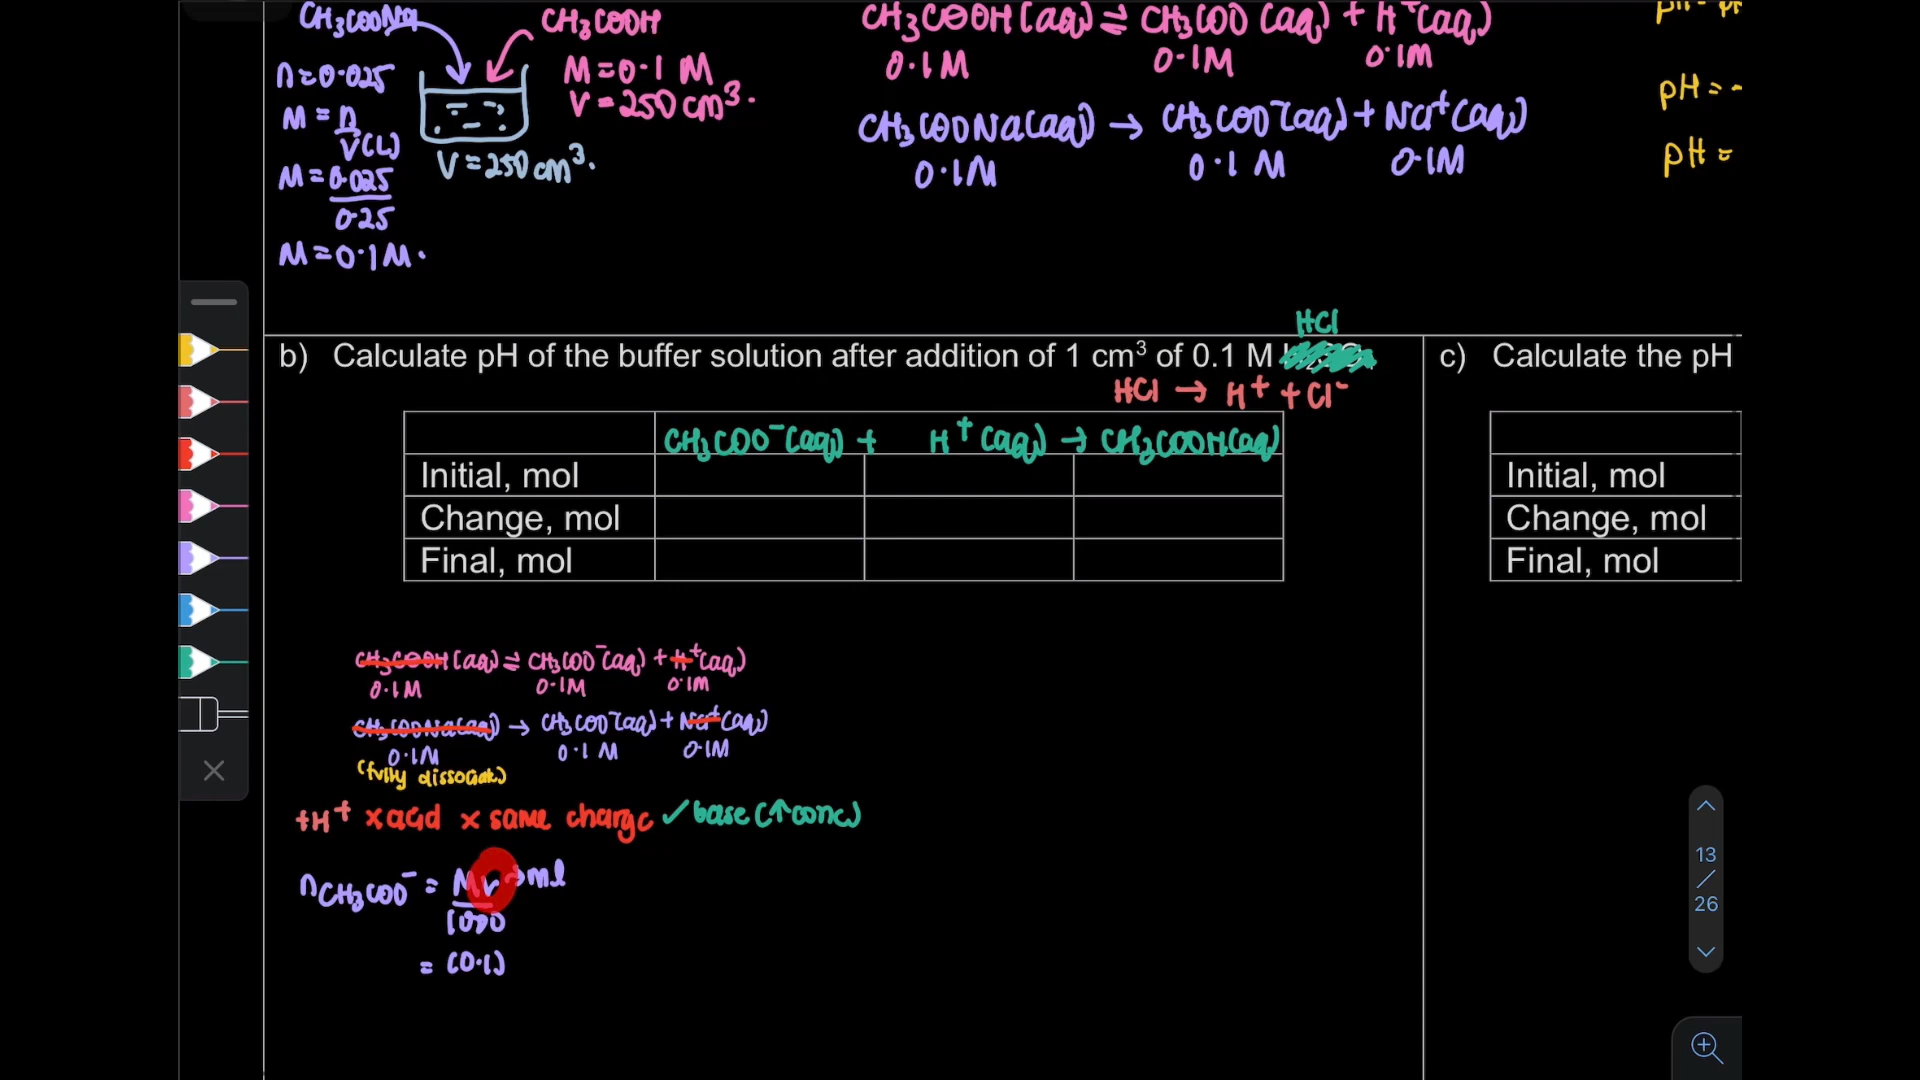 CH₃COONa
CH₃COOH
n=0.025
M = 0.1 M
V = 250 cm³.
M = n
V(L)
M = 0.025
0.25
M = 0.1M.
V = 250 cm³.
CH₃COOH (aq) ⇌ CH₃COO (aq) + H⁺(aq)
0.1M 0.1M 0.1M
CH₃COONa(aq) → CH₃COO⁻(aq) + Na⁺(aq)
0.1M 0.1 M 0.1M
pH = -
pH =
HCl
b) Calculate pH of the buffer solution after addition of 1 cm³ of 0.1 M
HCl → H⁺ + Cl⁻
CH₃COO⁻(aq) + H⁺(aq) → CH₃COOH(aq)
Initial, mol
Change, mol
Final, mol
c) Calculate the pH
Initial, mol
Change, mol
Final, mol
CH₃COOH (aq) ⇌ CH₃COO⁻(aq) + H⁺(aq)
0.1M 0.1M 0.1M
CH₃COONa(aq) → CH₃COO⁻(aq) + Na⁺(aq)
0.1M 0.1 M 0.1M
(fully dissociate)
+H⁺ x acid x same charge ✓ base (↑conc)
nCH₃COO⁻ = MV → ml
1000
= (0.1)
13
/
26